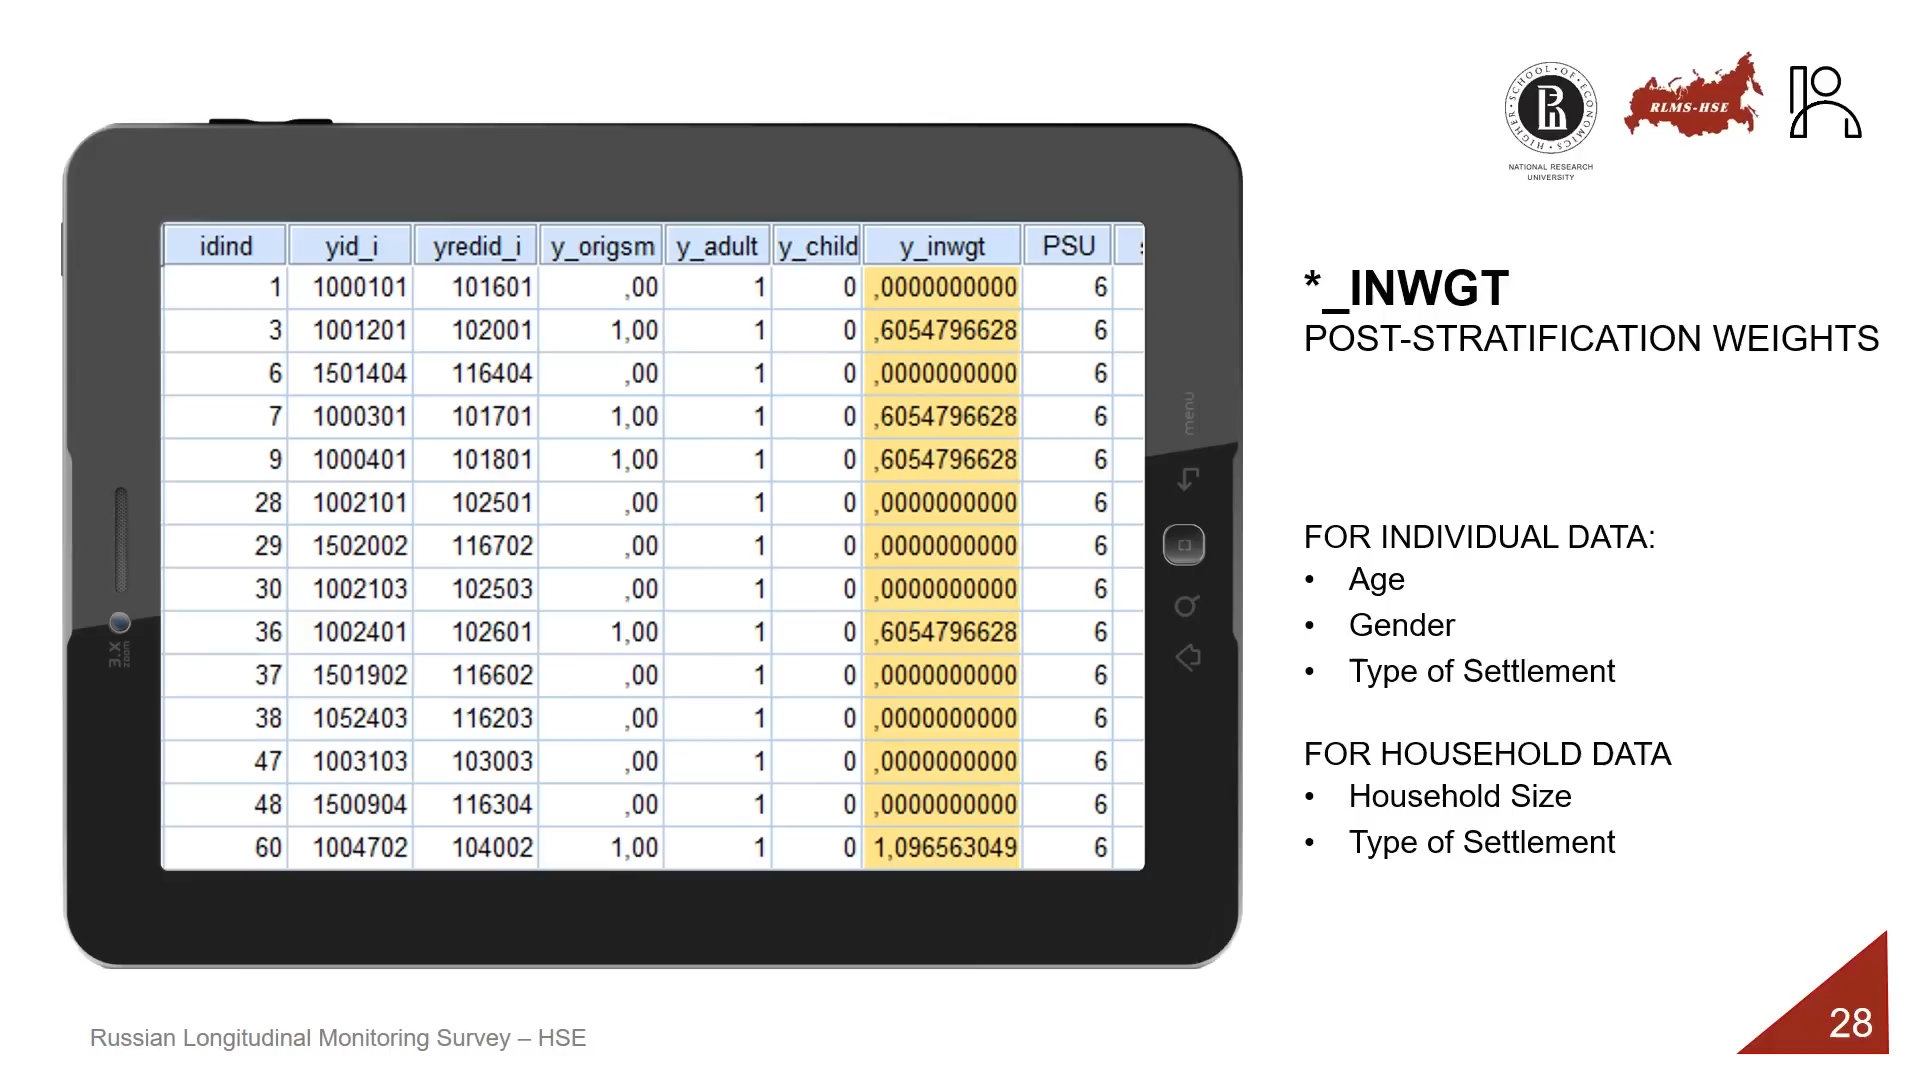 HIGHER SCHOOL OF ECONOMICS
NATIONAL RESEARCH
UNIVERSITY
RLMS-HSE
idind yid_i yredid_i y_origsm y_adult y_child y_inwgt PSU
1 1000101 101601 ,00 1 0 ,0000000000 6
3 1001201 102001 1,00 1 0 ,6054796628 6
6 1501404 116404 ,00 1 0 ,0000000000 6
7 1000301 101701 1,00 1 0 ,6054796628 6
9 1000401 101801 1,00 1 0 ,6054796628 6
28 1002101 102501 ,00 1 0 ,0000000000 6
29 1502002 116702 ,00 1 0 ,0000000000 6
30 1002103 102503 ,00 1 0 ,0000000000 6
36 1002401 102601 1,00 1 0 ,6054796628 6
37 1501902 116602 ,00 1 0 ,0000000000 6
38 1052403 116203 ,00 1 0 ,0000000000 6
47 1003103 103003 ,00 1 0 ,0000000000 6
48 1500904 116304 ,00 1 0 ,0000000000 6
60 1004702 104002 1,00 1 0 1,096563049 6
menu
3.x
zoom
*_INWGT
POST-STRATIFICATION WEIGHTS
FOR INDIVIDUAL DATA:
• Age
• Gender
• Type of Settlement
FOR HOUSEHOLD DATA
• Household Size
• Type of Settlement
Russian Longitudinal Monitoring Survey – HSE
28